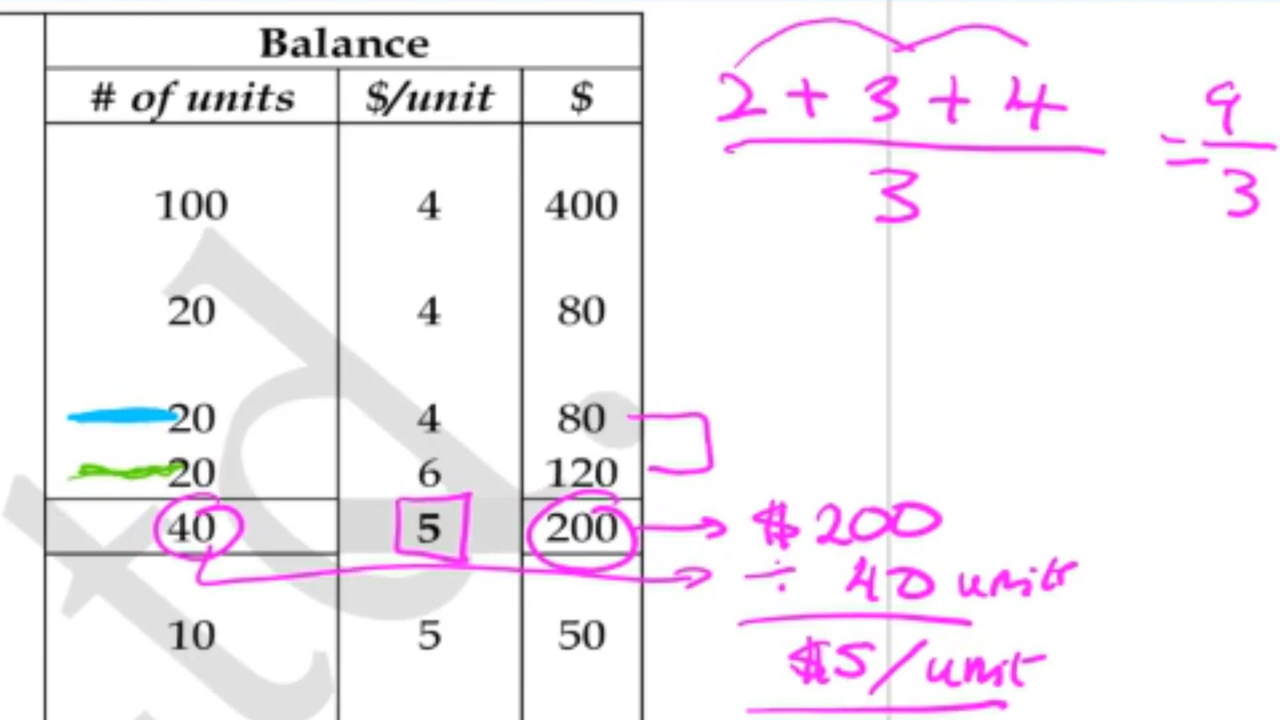 Balance
# of units $/unit $
100 4 400
20 4 80
20 4 80
20 6 120
40 5 200
10 5 50
2 + 3 + 4 = 9
3 3
$200
÷ 40 units
$5/unit
td.